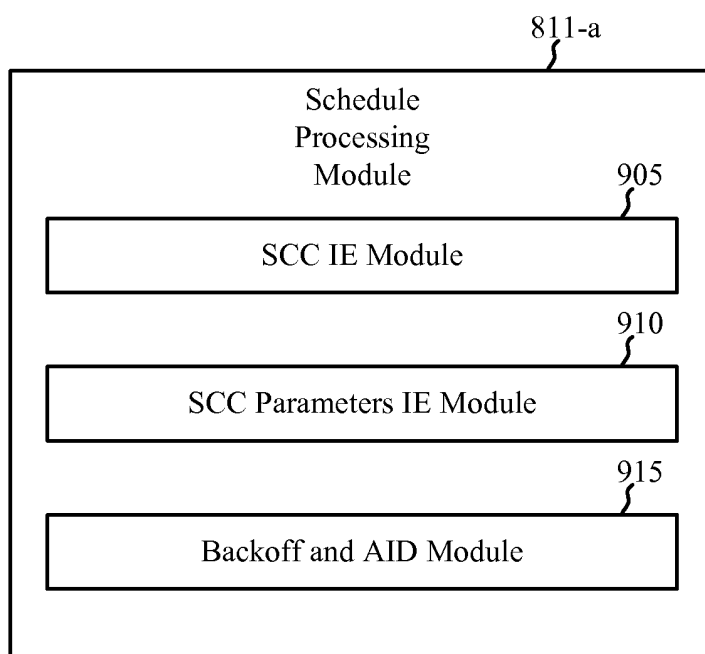 811-a
Schedule
Processing
Module
905
SCC IE Module
910
SCC Parameters IE Module
915
Backoff and AID Module